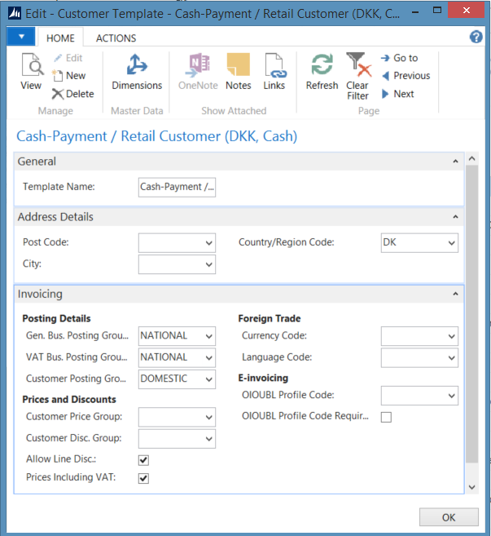 Edit - Customer Template - Cash-Payment / Retail Customer (DKK, C...
HOME ACTIONS
View
Edit
New
Delete
Manage
Dimensions
Master Data
OneNote Notes Links
Show Attached
Refresh Clear Filter
Go to
Previous
Next
Page
Cash-Payment / Retail Customer (DKK, Cash)
General
Template Name: Cash-Payment /...
Address Details
Post Code:
City:
Country/Region Code: DK
Invoicing
Posting Details
Gen. Bus. Posting Grou... NATIONAL
VAT Bus. Posting Grou... NATIONAL
Customer Posting Gro... DOMESTIC
Prices and Discounts
Customer Price Group:
Customer Disc. Group:
Allow Line Disc.:
Prices Including VAT:
Foreign Trade
Currency Code:
Language Code:
E-invoicing
OIOUBL Profile Code:
OIOUBL Profile Code Requir...
OK